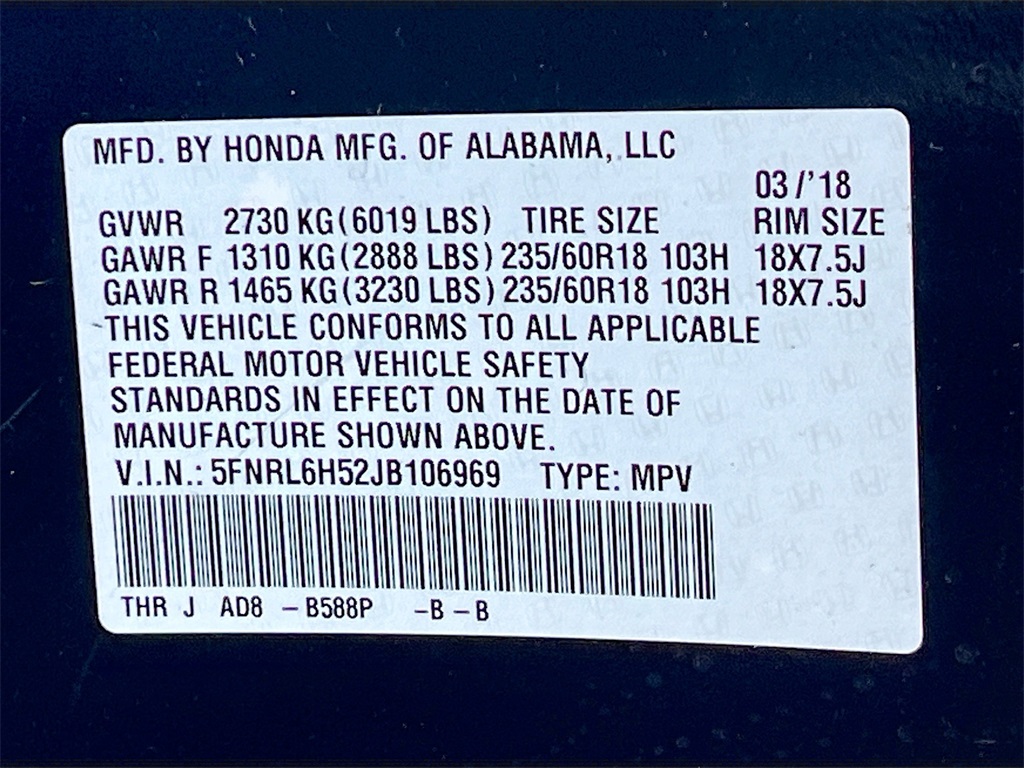 MFD. BY HONDA MFG. OF ALABAMA, LLC
03 /'18
GVWR 2730 KG (6019 LBS) TIRE SIZE RIM SIZE
GAWR F 1310 KG (2888 LBS) 235/60R18 103H 18X7.5J
GAWR R 1465 KG (3230 LBS) 235/60R18 103H 18X7.5J
THIS VEHICLE CONFORMS TO ALL APPLICABLE
FEDERAL MOTOR VEHICLE SAFETY
STANDARDS IN EFFECT ON THE DATE OF
MANUFACTURE SHOWN ABOVE.
V.I.N.: 5FNRL6H52JB106969 TYPE: MPV
THR J AD8 – B588P –B – B